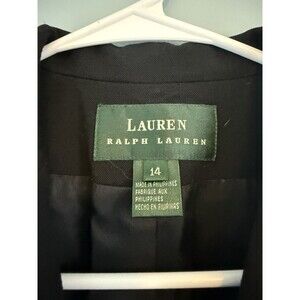 LAUREN
RALPH LAUREN
14
MADE IN PHILIPPINES
FABRIQUE AUX
PHILIPPINES
HECHO EN FILIPINAS